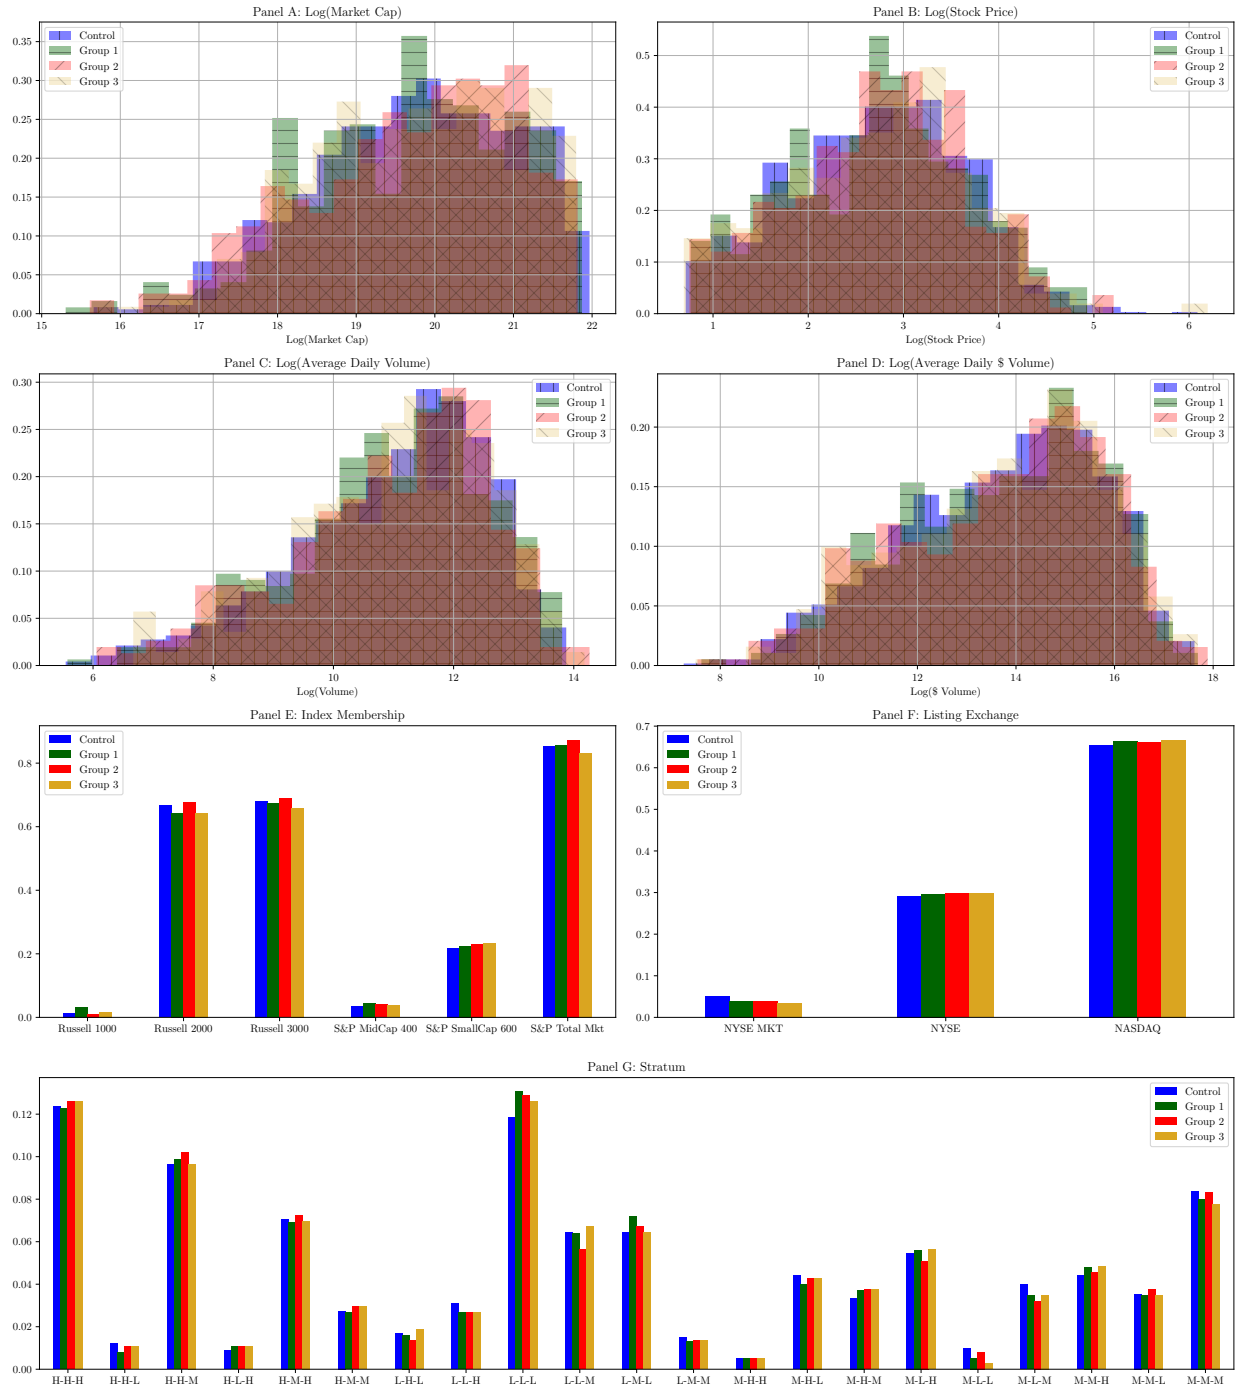 Panel A: Log(Market Cap)
Control
Group 1
Group 2
Group 3
0.35
0.30
0.25
0.20
0.15
0.10
0.05
0.00
15 16 17 18 19 20 21 22
Log(Market Cap)
Panel B: Log(Stock Price)
Control
Group 1
Group 2
Group 3
0.5
0.4
0.3
0.2
0.1
0.0
1 2 3 4 5 6
Log(Stock Price)
Panel C: Log(Average Daily Volume)
Control
Group 1
Group 2
Group 3
0.30
0.25
0.20
0.15
0.10
0.05
0.00
6 8 10 12 14
Log(Volume)
Panel D: Log(Average Daily $ Volume)
Control
Group 1
Group 2
Group 3
0.20
0.15
0.10
0.05
0.00
8 10 12 14 16 18
Log($ Volume)
Panel E: Index Membership
Control
Group 1
Group 2
Group 3
0.8
0.6
0.4
0.2
0.0
Russell 1000 Russell 2000 Russell 3000 S&P MidCap 400 S&P SmallCap 600 S&P Total Mkt
Panel F: Listing Exchange
Control
Group 1
Group 2
Group 3
0.7
0.6
0.5
0.4
0.3
0.2
0.1
0.0
NYSE MKT NYSE NASDAQ
Panel G: Stratum
Control
Group 1
Group 2
Group 3
0.12
0.10
0.08
0.06
0.04
0.02
0.00
H-H-H H-H-L H-H-M H-L-H H-M-H H-M-M L-H-L L-L-H L-L-L L-L-M L-M-L L-M-M M-H-H M-H-L M-H-M M-L-H M-L-L M-L-M M-M-H M-M-L M-M-M